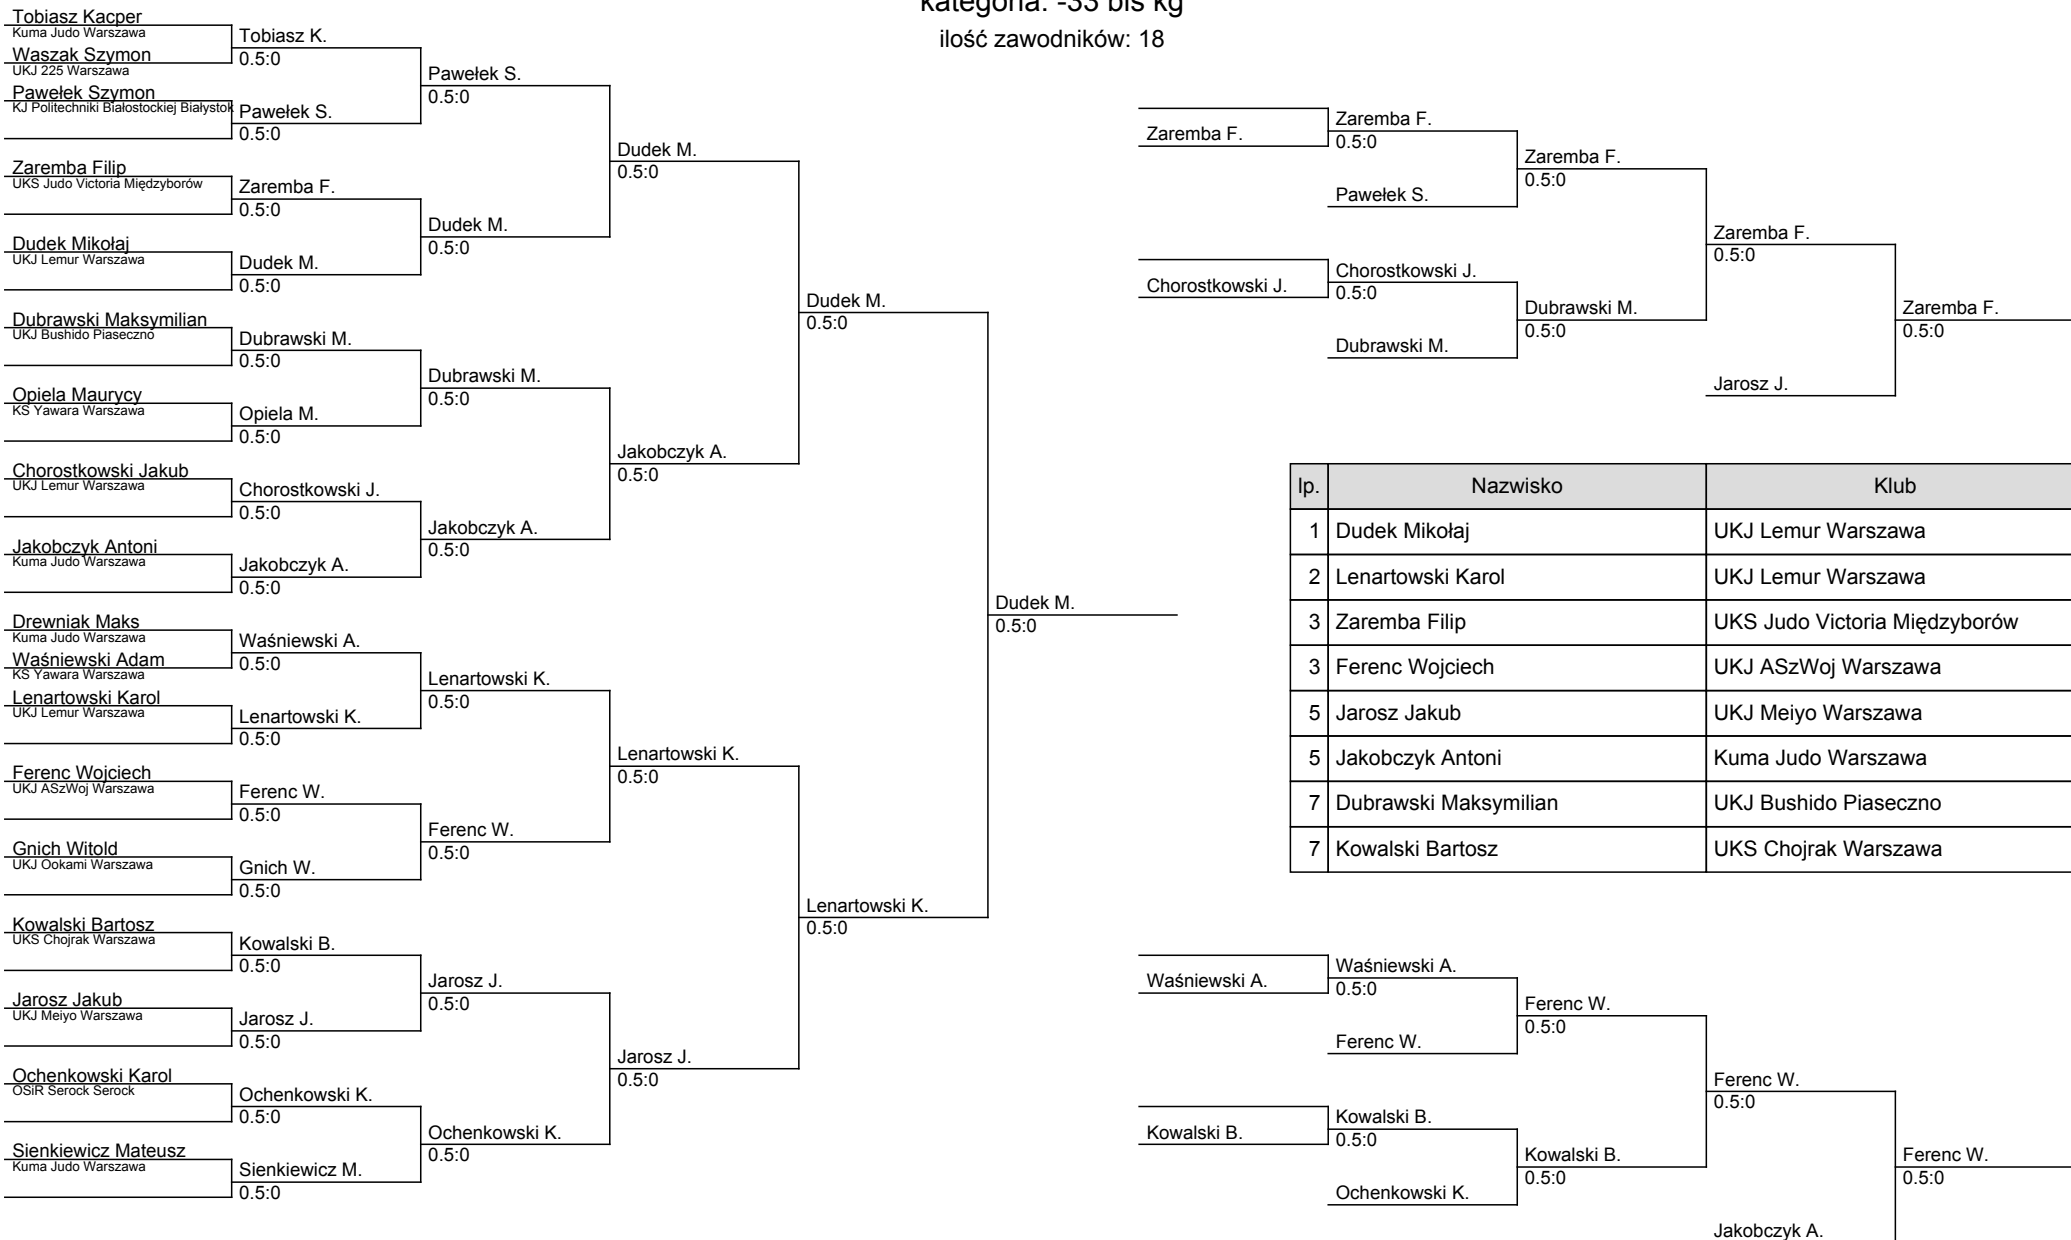 kategoria: -33 bis kg
ilość zawodników: 18
Tobiasz Kacper
Kuma Judo Warszawa
Waszak Szymon
UKJ 225 Warszawa
Pawełek Szymon
KJ Politechniki Białostockiej Białystok
Zaremba Filip
UKS Judo Victoria Międzyborów
Dudek Mikołaj
UKJ Lemur Warszawa
Dubrawski Maksymilian
UKJ Bushido Piaseczno
Opiela Maurycy
KS Yawara Warszawa
Chorostkowski Jakub
UKJ Lemur Warszawa
Jakobczyk Antoni
Kuma Judo Warszawa
Drewniak Maks
Kuma Judo Warszawa
Waśniewski Adam
KS Yawara Warszawa
Lenartowski Karol
UKJ Lemur Warszawa
Ferenc Wojciech
UKJ ASzWoj Warszawa
Gnich Witold
UKJ Ookami Warszawa
Kowalski Bartosz
UKS Chojrak Warszawa
Jarosz Jakub
UKJ Meiyo Warszawa
Ochenkowski Karol
OSiR Serock Serock
Sienkiewicz Mateusz
Kuma Judo Warszawa
Tobiasz K.
0.5:0
Pawełek S.
0.5:0
Zaremba F.
0.5:0
Dudek M.
0.5:0
Dubrawski M.
0.5:0
Opiela M.
0.5:0
Chorostkowski J.
0.5:0
Jakobczyk A.
0.5:0
Waśniewski A.
0.5:0
Lenartowski K.
0.5:0
Ferenc W.
0.5:0
Gnich W.
0.5:0
Kowalski B.
0.5:0
Jarosz J.
0.5:0
Ochenkowski K.
0.5:0
Sienkiewicz M.
0.5:0
Pawełek S.
0.5:0
Dudek M.
0.5:0
Dubrawski M.
0.5:0
Jakobczyk A.
0.5:0
Lenartowski K.
0.5:0
Ferenc W.
0.5:0
Jarosz J.
0.5:0
Ochenkowski K.
0.5:0
Dudek M.
0.5:0
Jakobczyk A.
0.5:0
Lenartowski K.
0.5:0
Jarosz J.
0.5:0
Dudek M.
0.5:0
Lenartowski K.
0.5:0
Dudek M.
0.5:0
Zaremba F.
Chorostkowski J.
Zaremba F.
0.5:0
Pawełek S.
Chorostkowski J.
0.5:0
Dubrawski M.
Zaremba F.
0.5:0
Dubrawski M.
0.5:0
Zaremba F.
0.5:0
Jarosz J.
Zaremba F.
0.5:0
lp. Nazwisko Klub
1 Dudek Mikołaj UKJ Lemur Warszawa
2 Lenartowski Karol UKJ Lemur Warszawa
3 Zaremba Filip UKS Judo Victoria Międzyborów
3 Ferenc Wojciech UKJ ASzWoj Warszawa
5 Jarosz Jakub UKJ Meiyo Warszawa
5 Jakobczyk Antoni Kuma Judo Warszawa
7 Dubrawski Maksymilian UKJ Bushido Piaseczno
7 Kowalski Bartosz UKS Chojrak Warszawa
Waśniewski A.
Kowalski B.
Waśniewski A.
0.5:0
Ferenc W.
Kowalski B.
0.5:0
Ochenkowski K.
Ferenc W.
0.5:0
Kowalski B.
0.5:0
Ferenc W.
0.5:0
Jakobczyk A.
Ferenc W.
0.5:0